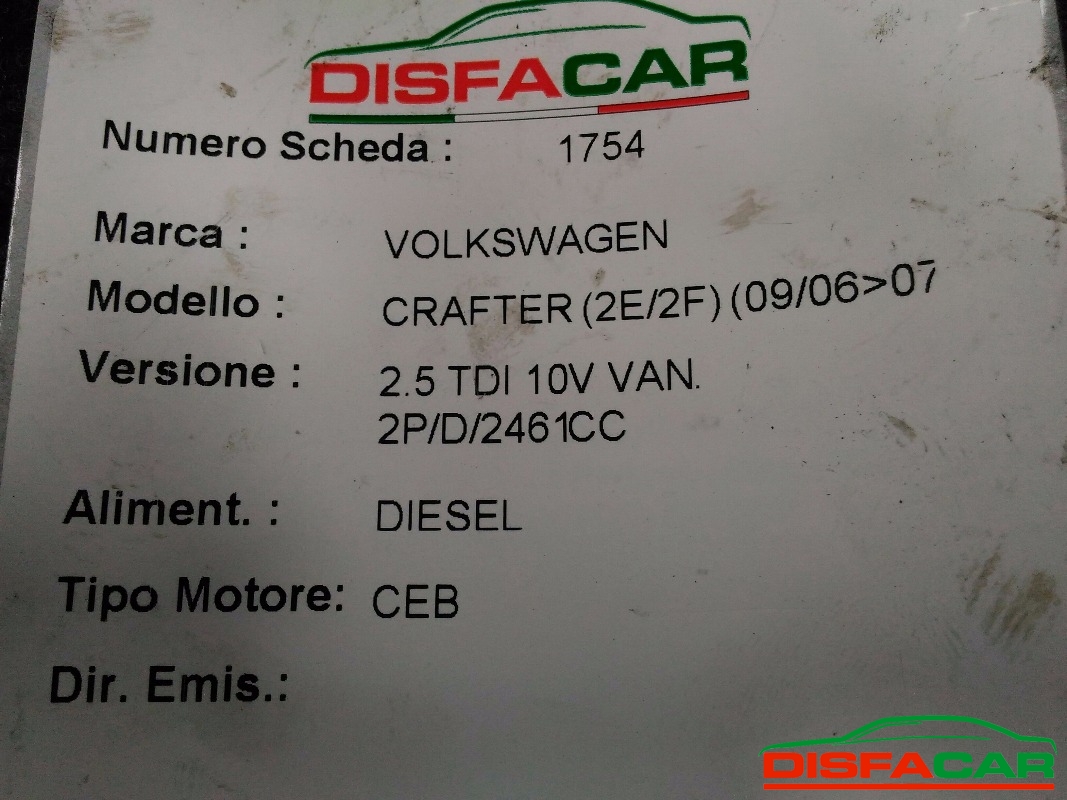 DISFACAR
Numero Scheda : 1754
Marca : VOLKSWAGEN
Modello : CRAFTER (2E/2F) (09/06>07
Versione : 2.5 TDI 10V VAN.
2P/D/2461CC
Aliment. : DIESEL
Tipo Motore: CEB
Dir. Emis.:
DISFACAR